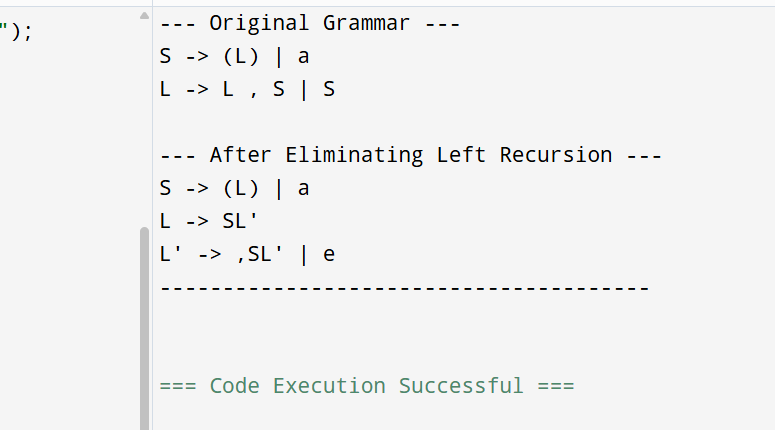 ");
--- Original Grammar ---
S -> (L) | a
L -> L , S | S
--- After Eliminating Left Recursion ---
S -> (L) | a
L -> SL'
L' -> ,SL' | e
---------------------------------------
=== Code Execution Successful ===